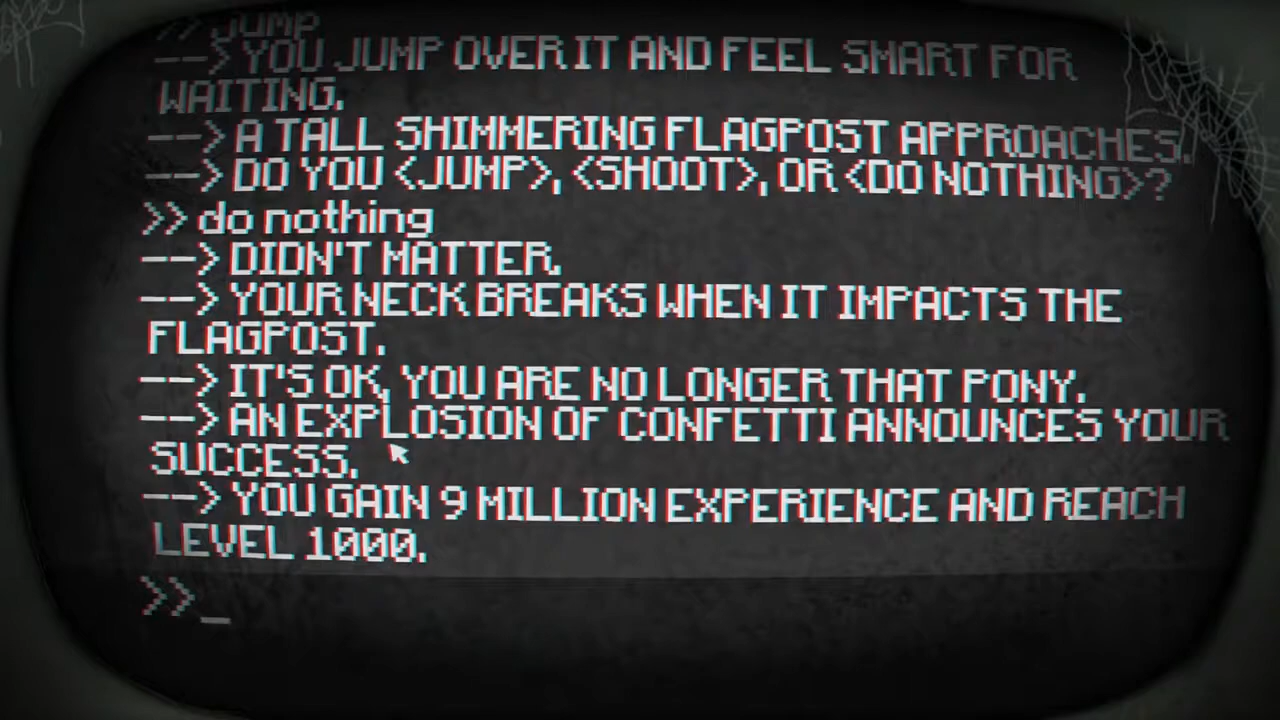 >> jump
--> YOU JUMP OVER IT AND FEEL SMART FOR
WAITING.
--> A TALL SHIMMERING FLAGPOST APPROACHES.
--> DO YOU <JUMP>, <SHOOT>, OR <DO NOTHING>?
>> do nothing
--> DIDN'T MATTER.
--> YOUR NECK BREAKS WHEN IT IMPACTS THE
FLAGPOST.
--> IT'S OK, YOU ARE NO LONGER THAT PONY.
--> AN EXPLOSION OF CONFETTI ANNOUNCES YOUR
SUCCESS.
--> YOU GAIN 9 MILLION EXPERIENCE AND REACH
LEVEL 1000.
>>_